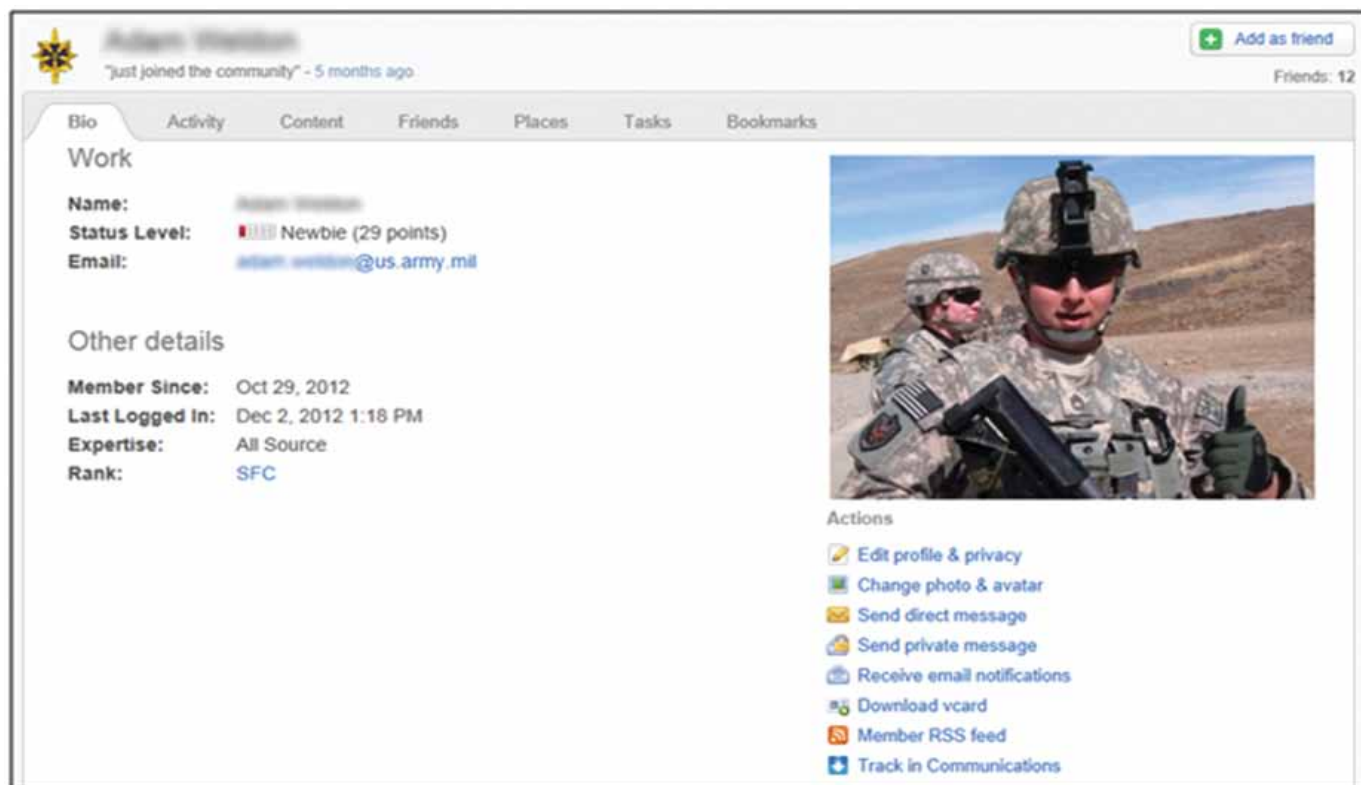 "just joined the community" - 5 months ago
Add as friend
Friends: 12
Bio Activity Content Friends Places Tasks Bookmarks
Work
Name:
Status Level: Newbie (29 points)
Email: @us.army.mil
Other details
Member Since: Oct 29, 2012
Last Logged In: Dec 2, 2012 1:18 PM
Expertise: All Source
Rank: SFC
Actions
Edit profile & privacy
Change photo & avatar
Send direct message
Send private message
Receive email notifications
Download vcard
Member RSS feed
Track in Communications